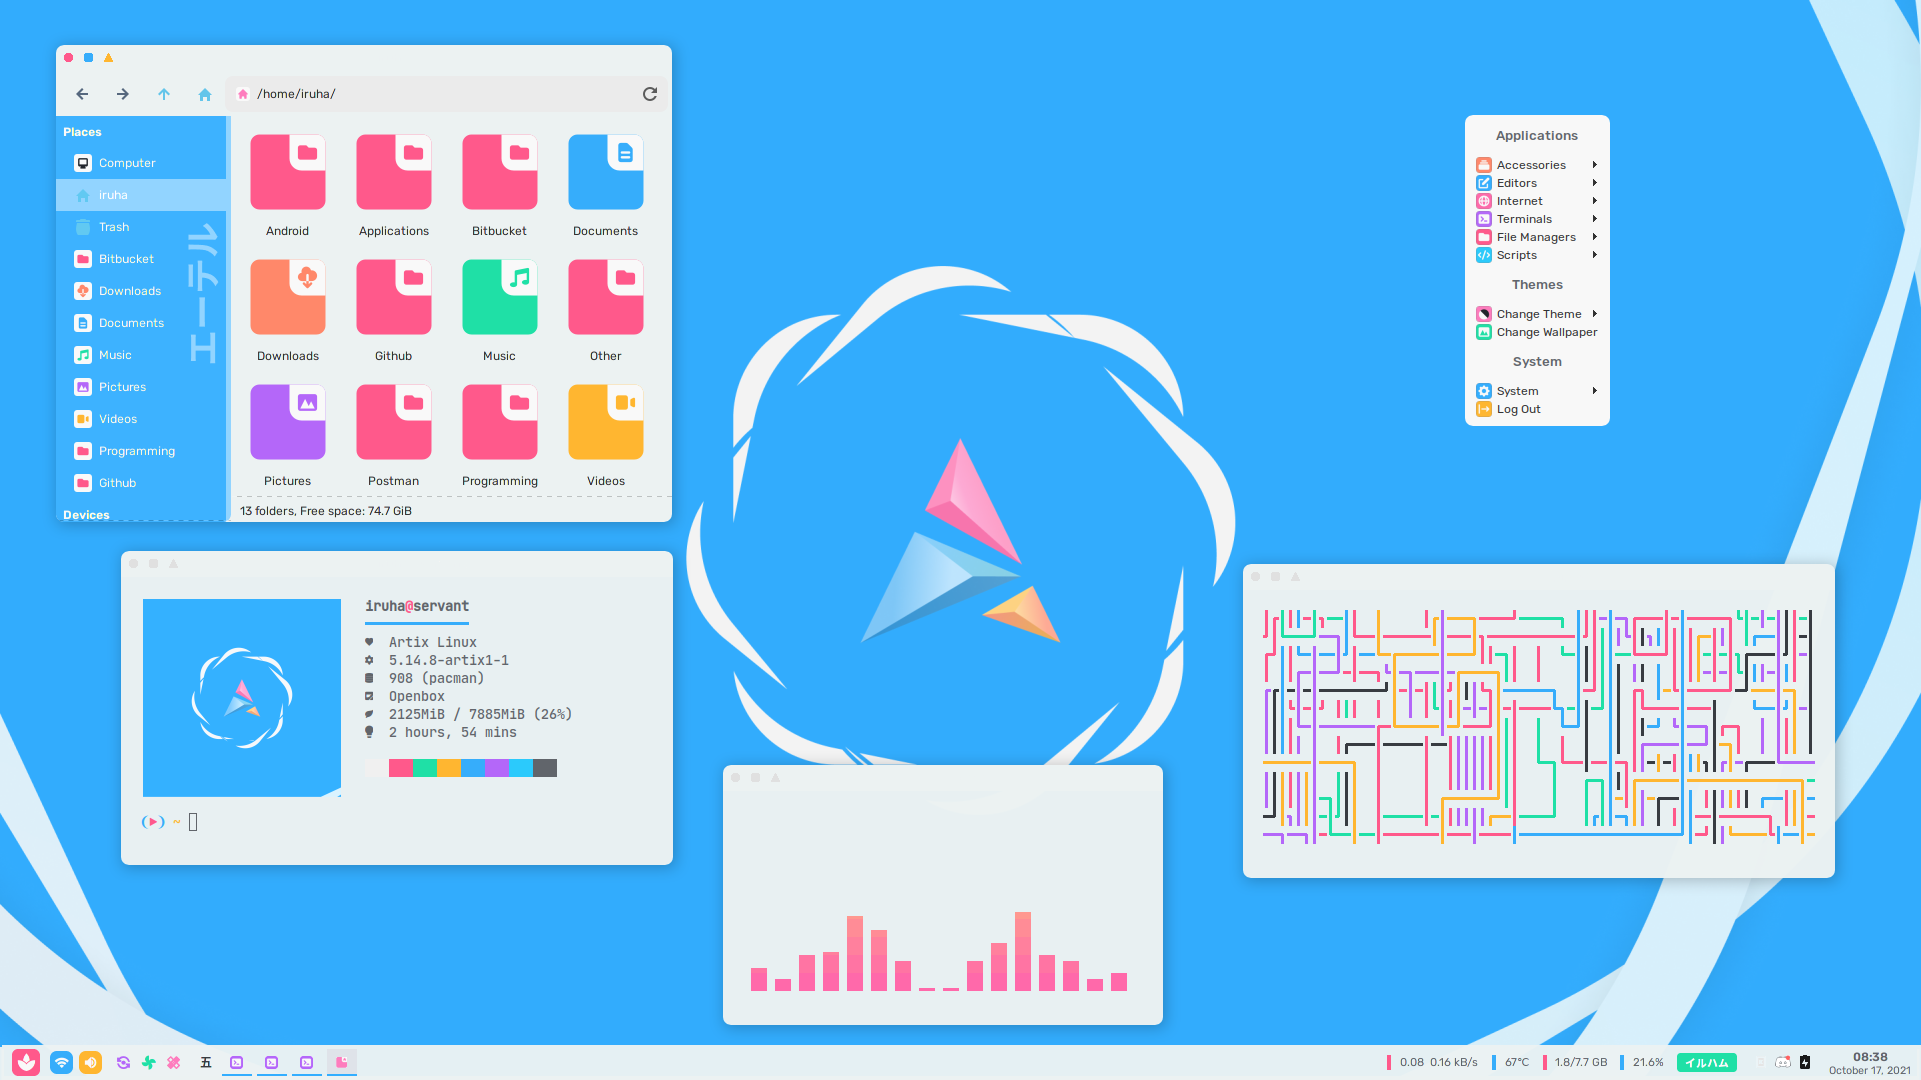 /home/iruha/
Places
Computer
iruha
Trash
Bitbucket
Downloads
Documents
Music
Pictures
Videos
Programming
Github
Devices
エーテル
Android
Applications
Bitbucket
Documents
Downloads
Github
Music
Other
Pictures
Postman
Programming
Videos
13 folders, Free space: 74.7 GiB
Applications
Accessories
Editors
Internet
Terminals
File Managers
Scripts
Themes
Change Theme
Change Wallpaper
System
System
Log Out
iruha@servant
Artix Linux
5.14.8-artix1-1
908 (pacman)
Openbox
2125MiB / 7885MiB (26%)
2 hours, 54 mins
~
五
0.08 0.16 kB/s
67°C
1.8/7.7 GB
21.6%
イルハム
08:38
October 17, 2021